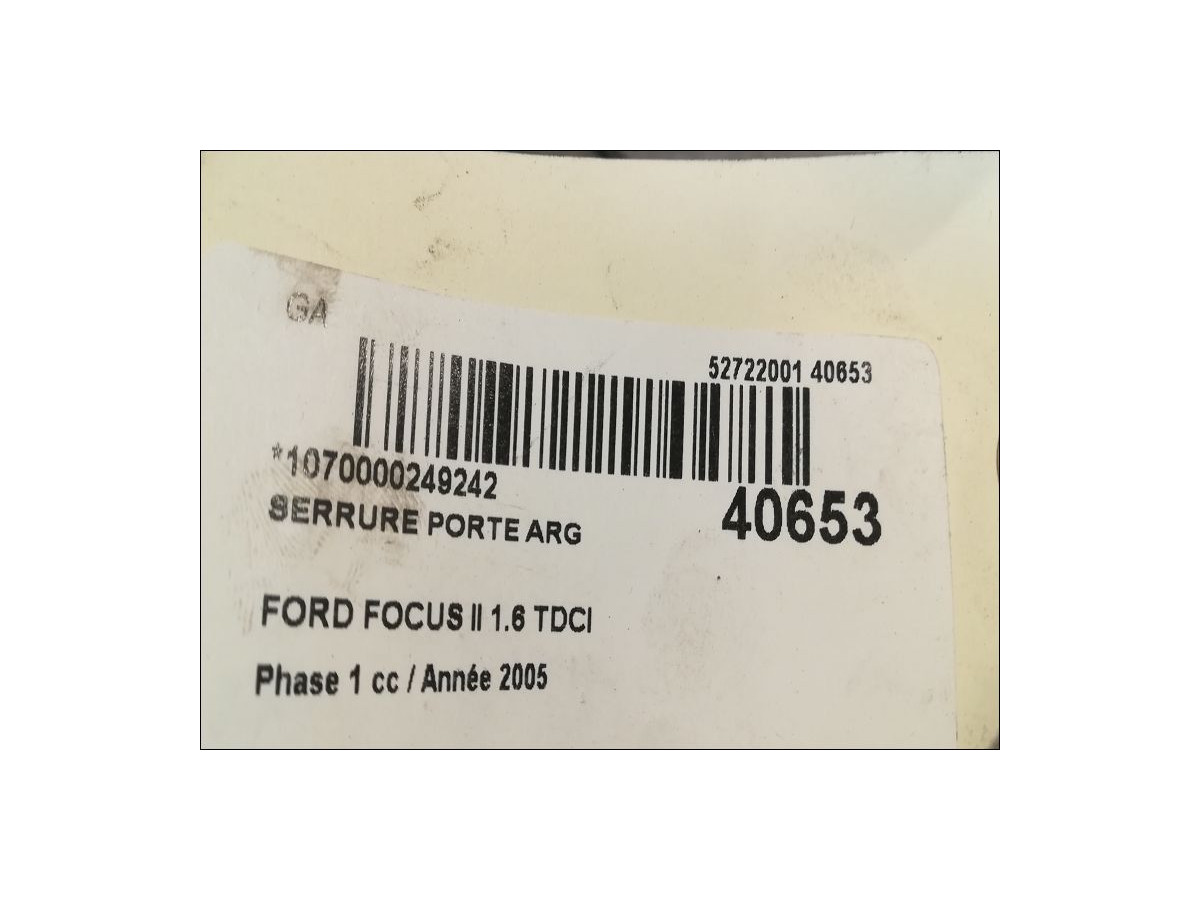 GA
52722001 40653
*1070000249242
40653
SERRURE PORTE ARG
FORD FOCUS II 1.6 TDCI
Phase 1 cc / Année 2005